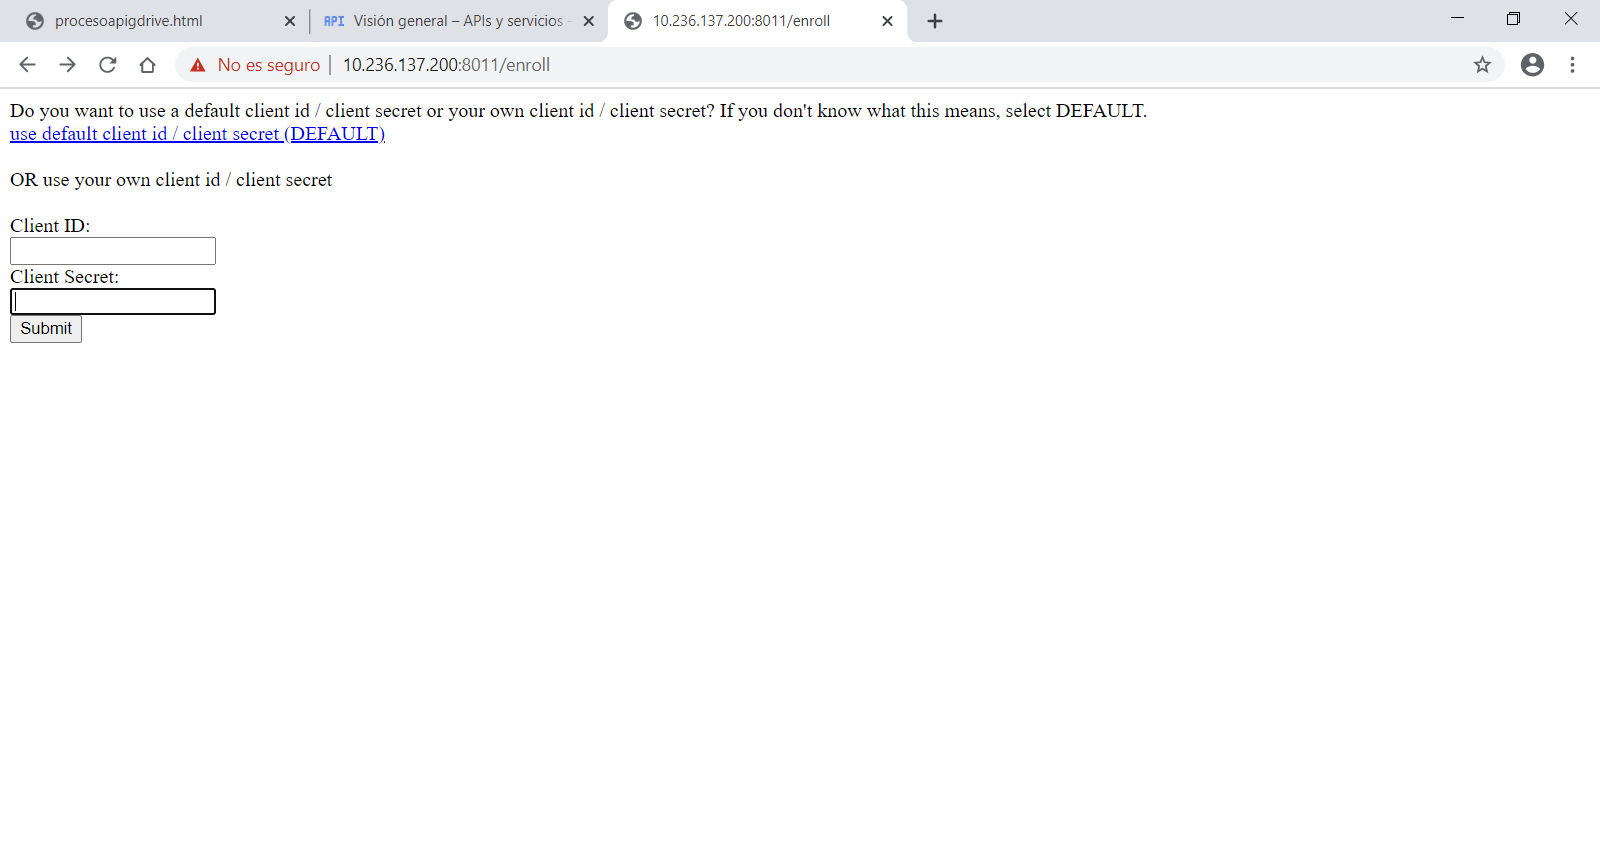 procesoapigdrive.html
API Visión general – APIs y servicios
10.236.137.200:8011/enroll
No es seguro | 10.236.137.200:8011/enroll
Do you want to use a default client id / client secret or your own client id / client secret? If you don't know what this means, select DEFAULT.
use default client id / client secret (DEFAULT)
OR use your own client id / client secret
Client ID:
Client Secret:
Submit